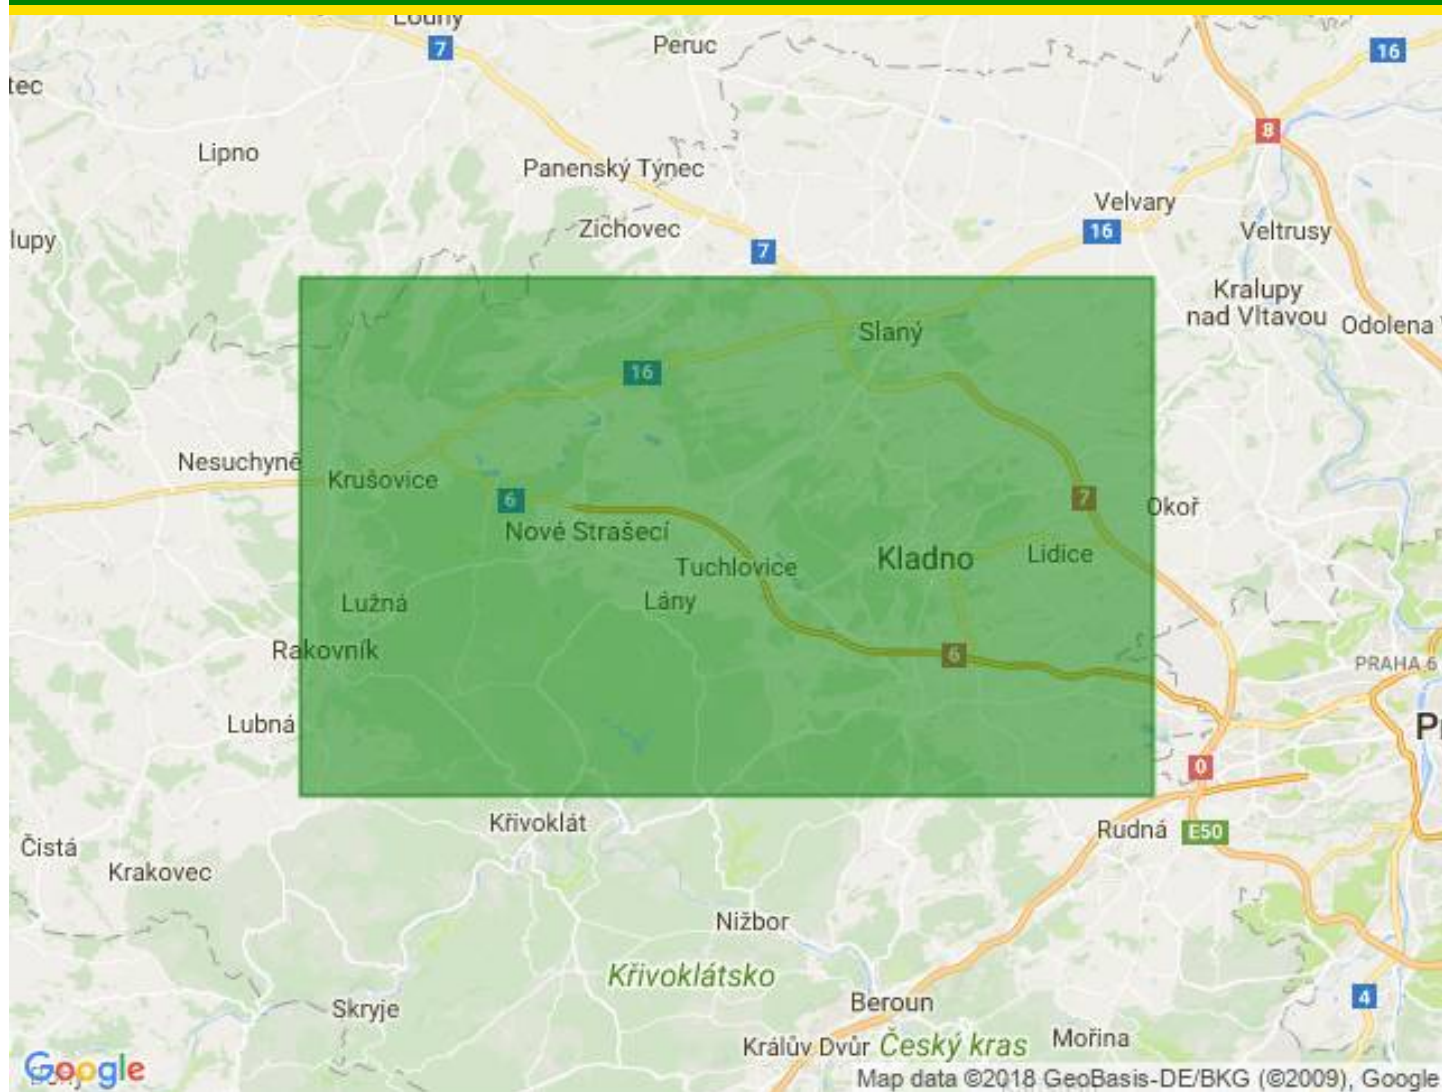 Louny
7
Peruc
16
tec
8
Lipno
Panenský Týnec
Velvary
Zichovec
16
Veltrusy
lupy
7
Kralupy
nad Vltavou
Odolena
Slaný
16
Nesuchyně
Krušovice
6
7
Okoř
Nové Strašecí
Kladno
Lidice
Tuchlovice
Lužná
Lány
Rakovník
6
PRAHA 6
Lubná
P
0
Křivoklát
Rudná
E50
Čistá
Krakovec
Nižbor
Křivoklátsko
Beroun
4
Skryje
Králův Dvůr
Český kras
Mořina
Google
Map data ©2018 GeoBasis-DE/BKG (©2009), Google